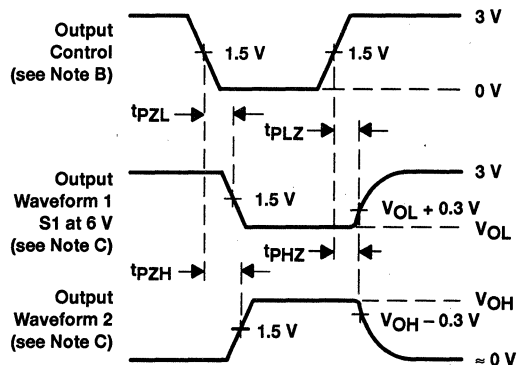 Output
Control
(see Note B)
1.5 V
1.5 V
3 V
0 V
tPZL
tPLZ
Output
Waveform 1
S1 at 6 V
(see Note C)
1.5 V
3 V
VOL + 0.3 V
VOL
tPZH
tPHZ
Output
Waveform 2
(see Note C)
1.5 V
VOH
VOH − 0.3 V
≈ 0 V